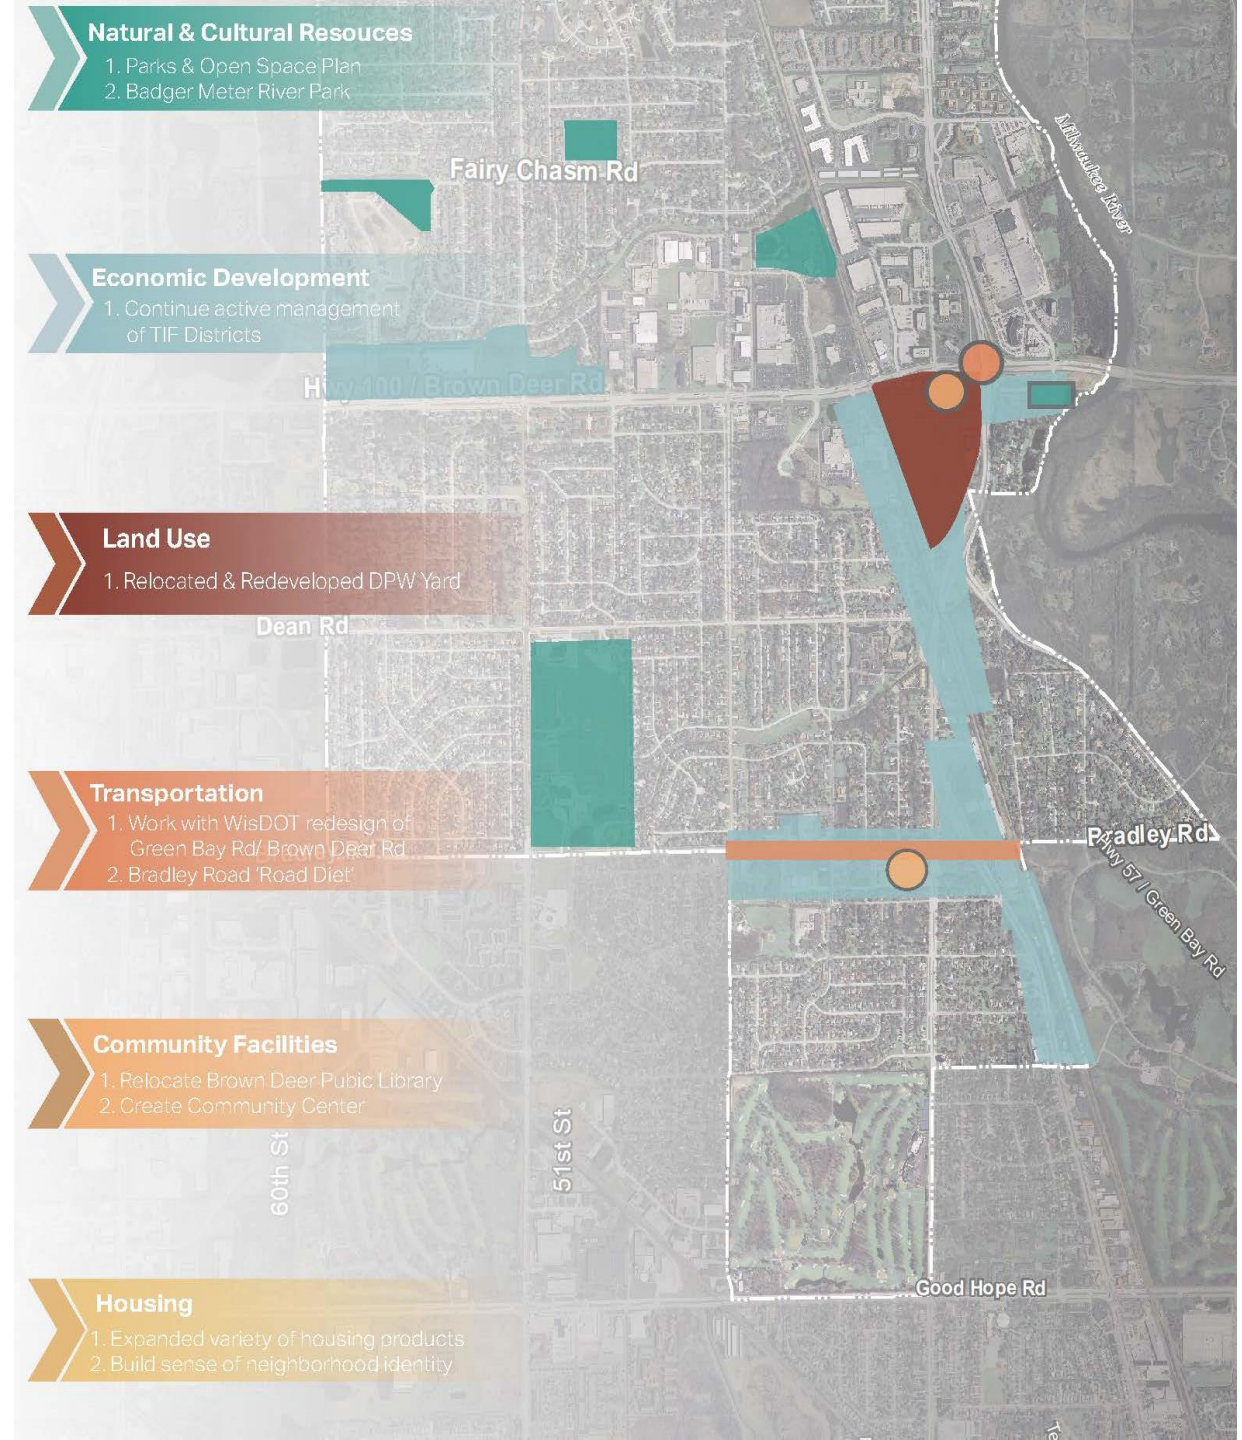 Natural & Cultural Resouces
1. Parks & Open Space Plan
2. Badger Meter River Park
Milwaukee River
Fairy Chasm Rd
Economic Development
1. Continue active management
of TIF Districts
Hwy 100 / Brown Deer Rd
Land Use
1. Relocated & Redeveloped DPW Yard
Dean Rd
Transportation
1. Work with WisDOT redesign of
Green Bay Rd/ Brown Deer Rd
2. Bradley Road 'Road Diet'
Bradley Rd
Hwy 57 / Green Bay Rd
Community Facilities
1. Relocate Brown Deer Pubic Library
2. Create Community Center
60th St
51st St
Good Hope Rd
Housing
1. Expanded variety of housing products
2. Build sense of neighborhood identity